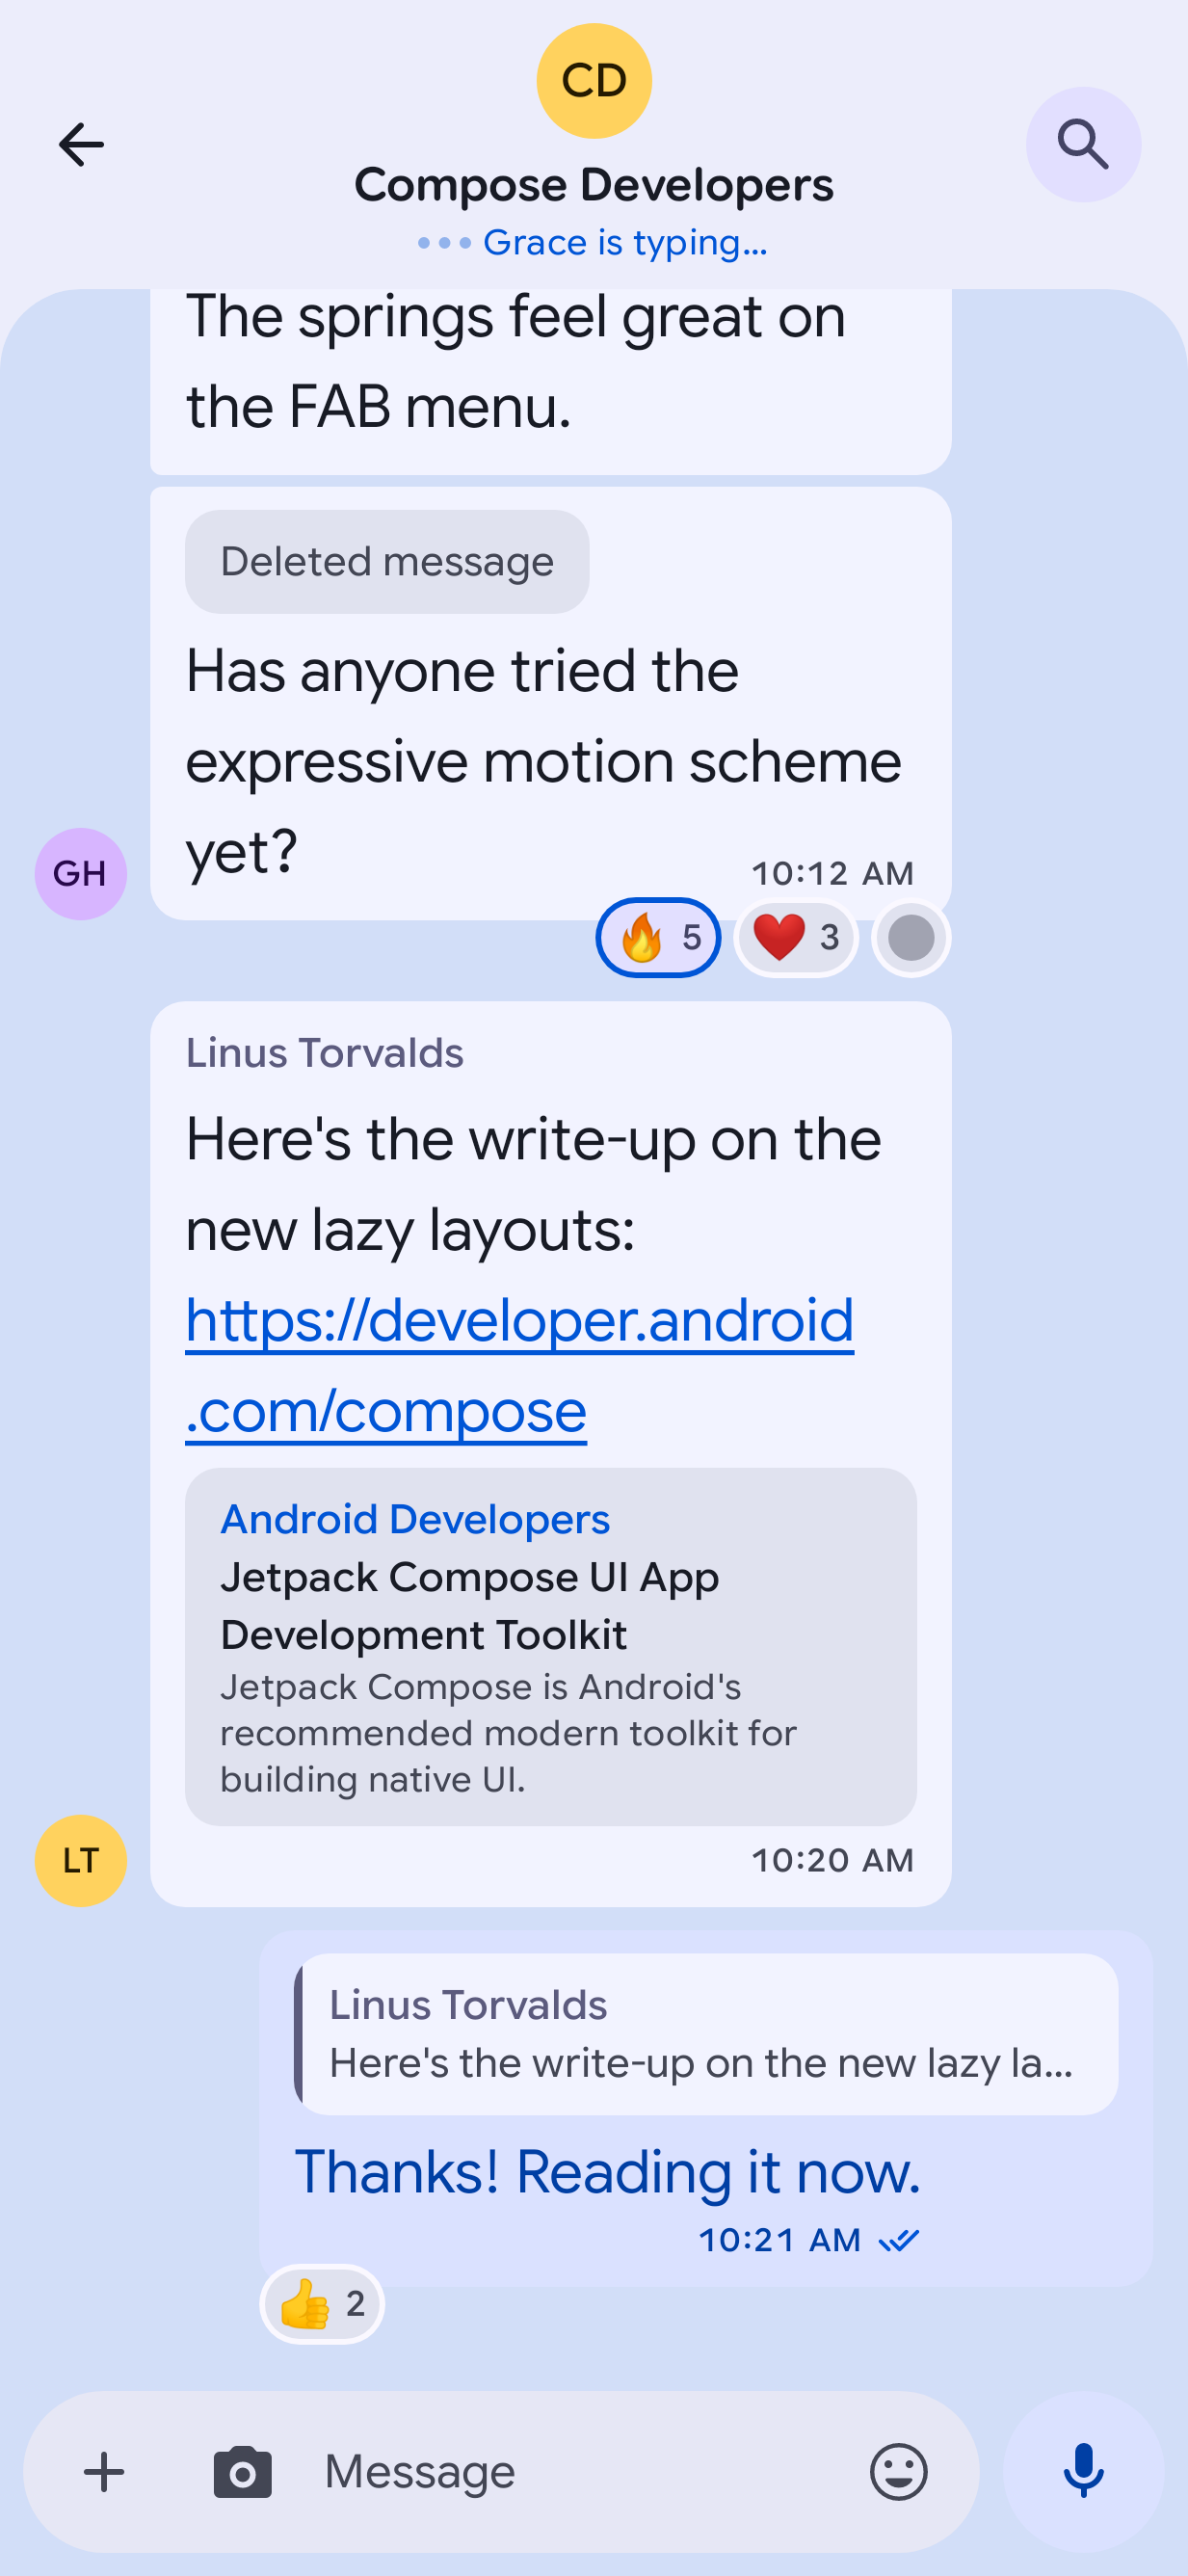 CD
Compose Developers
Grace is typing...
The springs feel great on
the FAB menu.
Deleted message
Has anyone tried the
expressive motion scheme
yet?
GH
10:12 AM
5
3
Linus Torvalds
Here's the write-up on the
new lazy layouts:
https://developer.android
.com/compose
Android Developers
Jetpack Compose UI App
Development Toolkit
Jetpack Compose is Android's
recommended modern toolkit for
building native UI.
LT
10:20 AM
Linus Torvalds
Here's the write-up on the new lazy la...
Thanks! Reading it now.
10:21 AM
2
Message